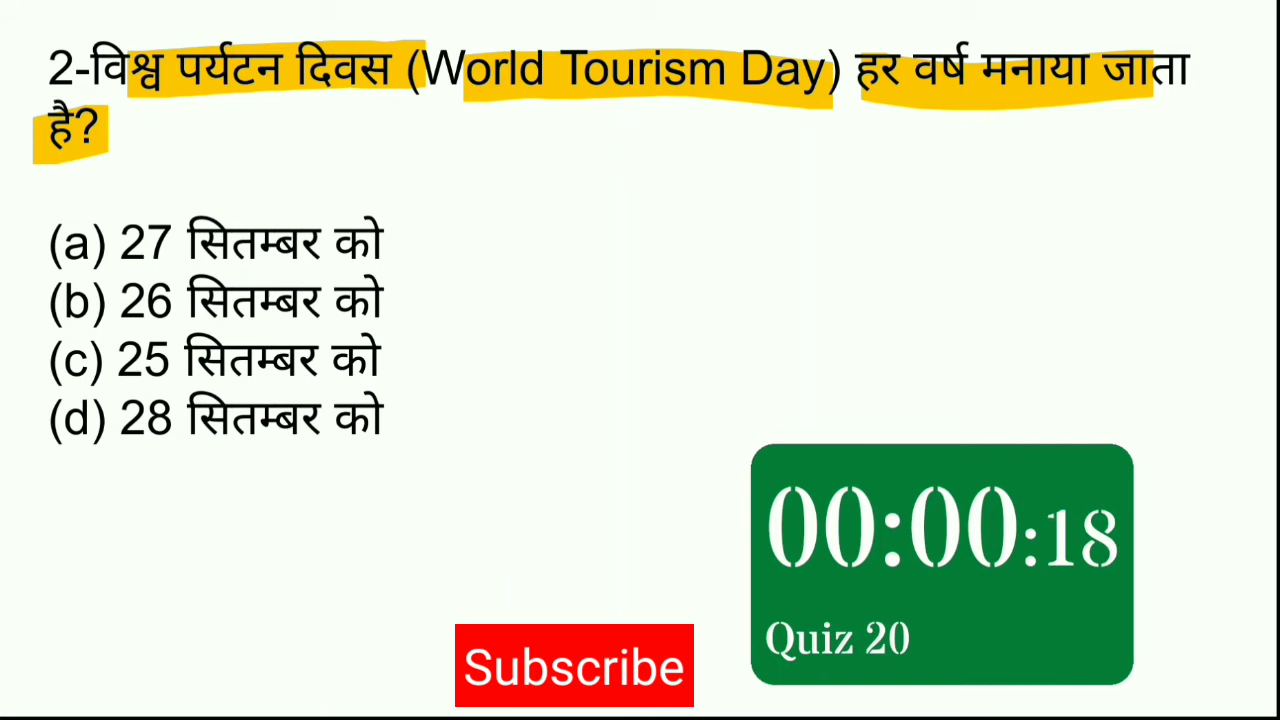 2-विश्व पर्यटन दिवस (World Tourism Day) हर वर्ष मनाया जाता
है?
(a) 27 सितम्बर को
(b) 26 सितम्बर को
(c) 25 सितम्बर को
(d) 28 सितम्बर को
00:00:18
Quiz 20
Subscribe